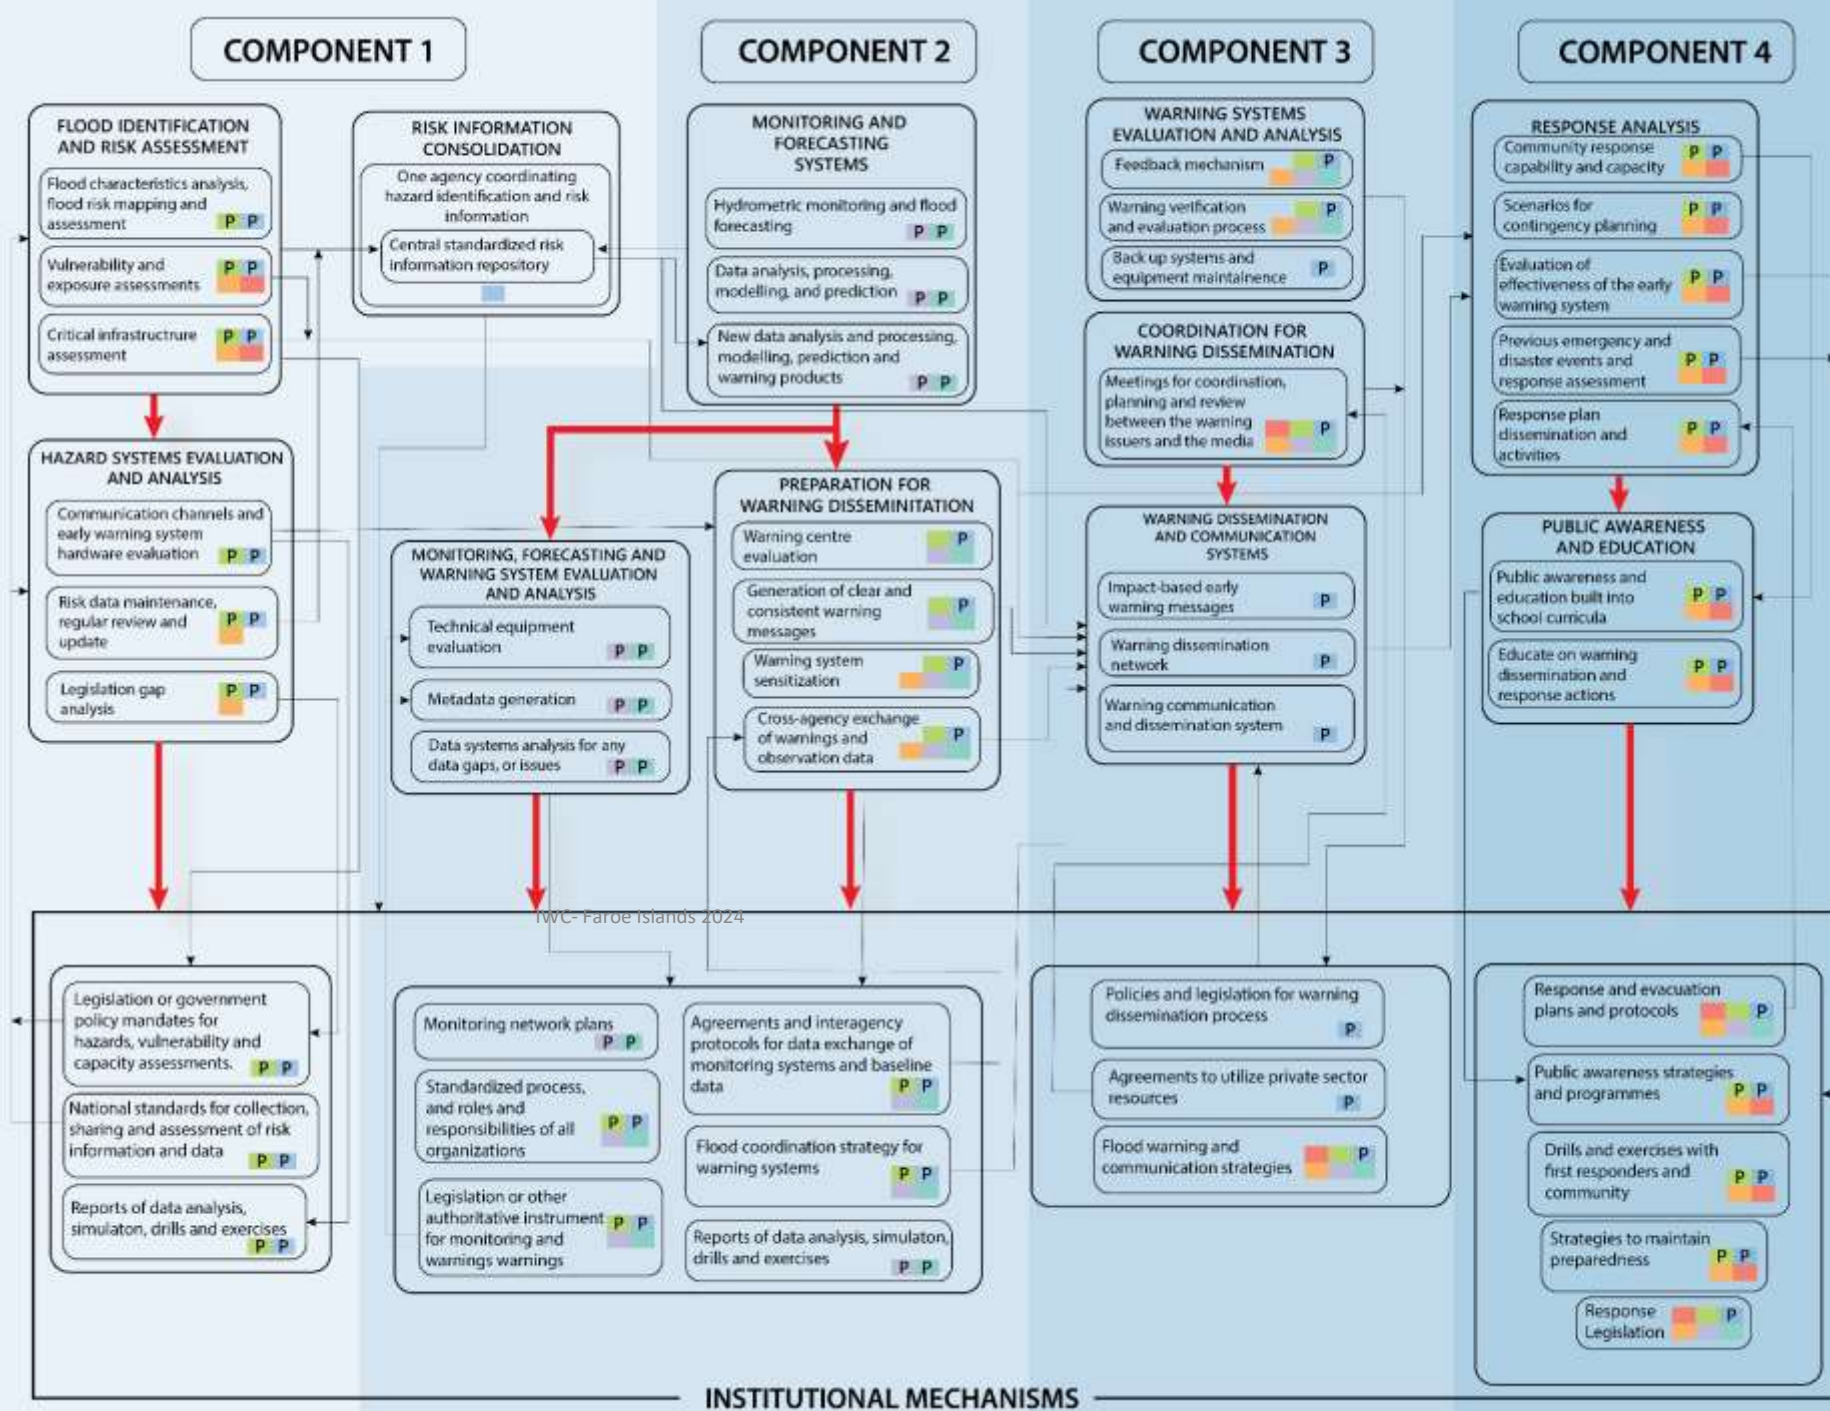 COMPONENT 1
FLOOD IDENTIFICATION
AND RISK ASSESSMENT
Flood characteristics analysis,
flood risk mapping and
assessment
P P
Vulnerability and
exposure assessments
P P
Critical infrastrcture
assessment
P P
RISK INFORMATION
CONSOLIDATION
One agency coordinating
hazard identification and risk
information
Central standardized risk
information repository
HAZARD SYSTEMS EVALUATION
AND ANALYSIS
Communication channels and
early warning system
hardware evaluation
P P
Risk data maintenance,
regular review and
update
P P
Legislation gap
analysis
P P
COMPONENT 2
MONITORING AND
FORECASTING
SYSTEMS
Hydrometric monitoring and flood
forecasting
P P
Data analysis, processing,
modelling, and prediction
P P
New data analysis and processing,
modelling, prediction and
warning products
P P
MONITORING, FORECASTING AND
WARNING SYSTEM EVALUATION
AND ANALYSIS
Technical equipment
evaluation
P P
Metadata generation
P P
Data systems analysis for any
data gaps, or issues
P P
PREPARATION FOR
WARNING DISSEMINITATION
Warning centre
evaluation
P
Generation of clear and
consistent warning
messages
P
Warning system
sensitization
P
Cross-agency exchange
of warnings and
observation data
P
COMPONENT 3
WARNING SYSTEMS
EVALUATION AND ANALYSIS
Feedback mechanism
P
Warning verification
and evaluation process
P
Back up systems and
equipment maintainence
P
COORDINATION FOR
WARNING DISSEMINATION
Meetings for coordination,
planning and review
between the warning
issuers and the media
P
WARNING DISSEMINATION
AND COMMUNICATION
SYSTEMS
Impact-based early
warning messages
P
Warning dissemination
network
P
Warning communication
and dissemination system
P
COMPONENT 4
RESPONSE ANALYSIS
Community response
capability and capacity
P P
Scenarios for
contingency planning
P P
Evaluation of
effectiveness of the early
warning system
P P
Previous emergency and
disaster events and
response assessment
P P
Response plan
dissemination and
activities
P P
PUBLIC AWARENESS
AND EDUCATION
Public awareness and
education built into
school curricula
P P
Educate on warning
dissemination and
response actions
P P
IWC- Faroe Islands 2024
Legislation or government
policy mandates for
hazards, vulnerability and
capacity assessments.
P P
National standards for collection,
sharing and assessment of risk
information and data
P P
Reports of data analysis,
simulaton, drills and exercises
P P
Monitoring network plans
P P
Standardized process,
and roles and
responsibilities of all
organizations
P P
Legislation or other
authoritative instrument
for monitoring and
warnings warnings
P P
Agreements and interagency
protocols for data exchange of
monitoring systems and baseline
data
P P
Flood coordination strategy for
warning systems
P P
Reports of data analysis, simulaton,
drills and exercises
P P
Policies and legislation for warning
dissemination process
P
Agreements to utilize private sector
resources
P
Flood warning and
communication strategies
P
Response and evacuation
plans and protocols
P
Public awareness strategies
and programmes
P P
Drills and exercises with
first responders and
community
P P
Strategies to maintain
preparedness
P P
Response
Legislation
P
INSTITUTIONAL MECHANISMS